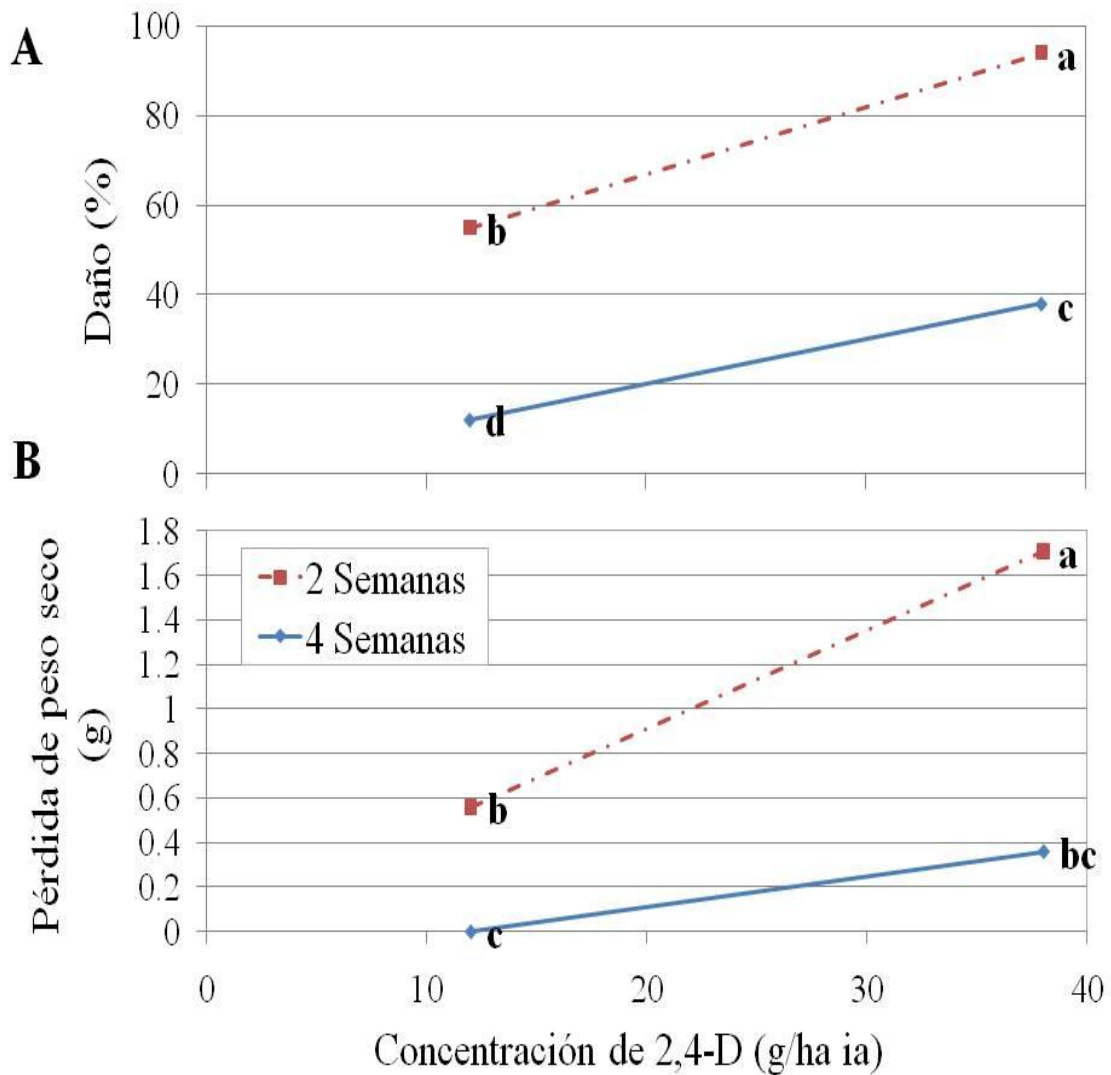 A
Daño (%)
100
80
60
40
20
0
a
b
c
d
B
Pérdida de peso seco
(g)
1.8
1.6
1.4
1.2
1
0.8
0.6
0.4
0.2
0
2 Semanas
4 Semanas
a
b
bc
c
0 10 20 30 40
Concentración de 2,4-D (g/ha ia)